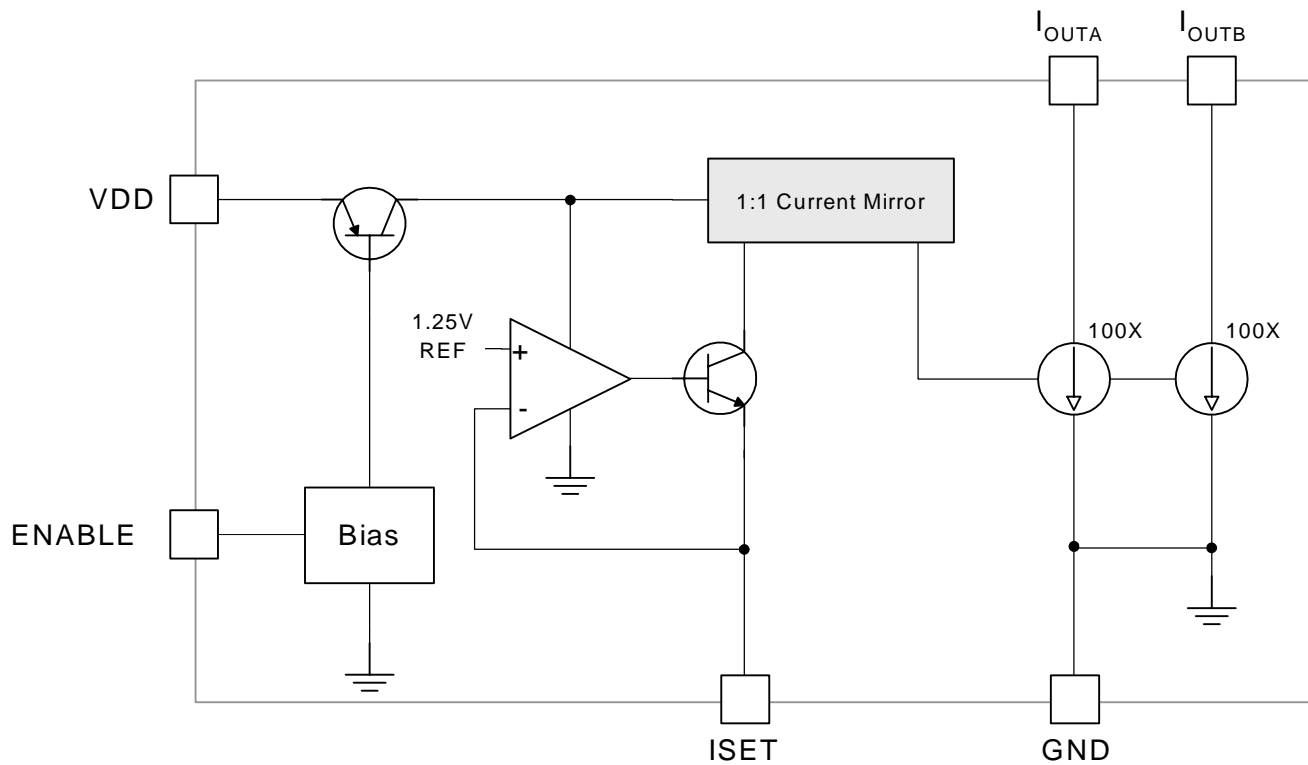 IOUTA
IOUTB
VDD
1:1 Current Mirror
1.25V
REF
+
-
100X
100X
ENABLE
Bias
ISET
GND